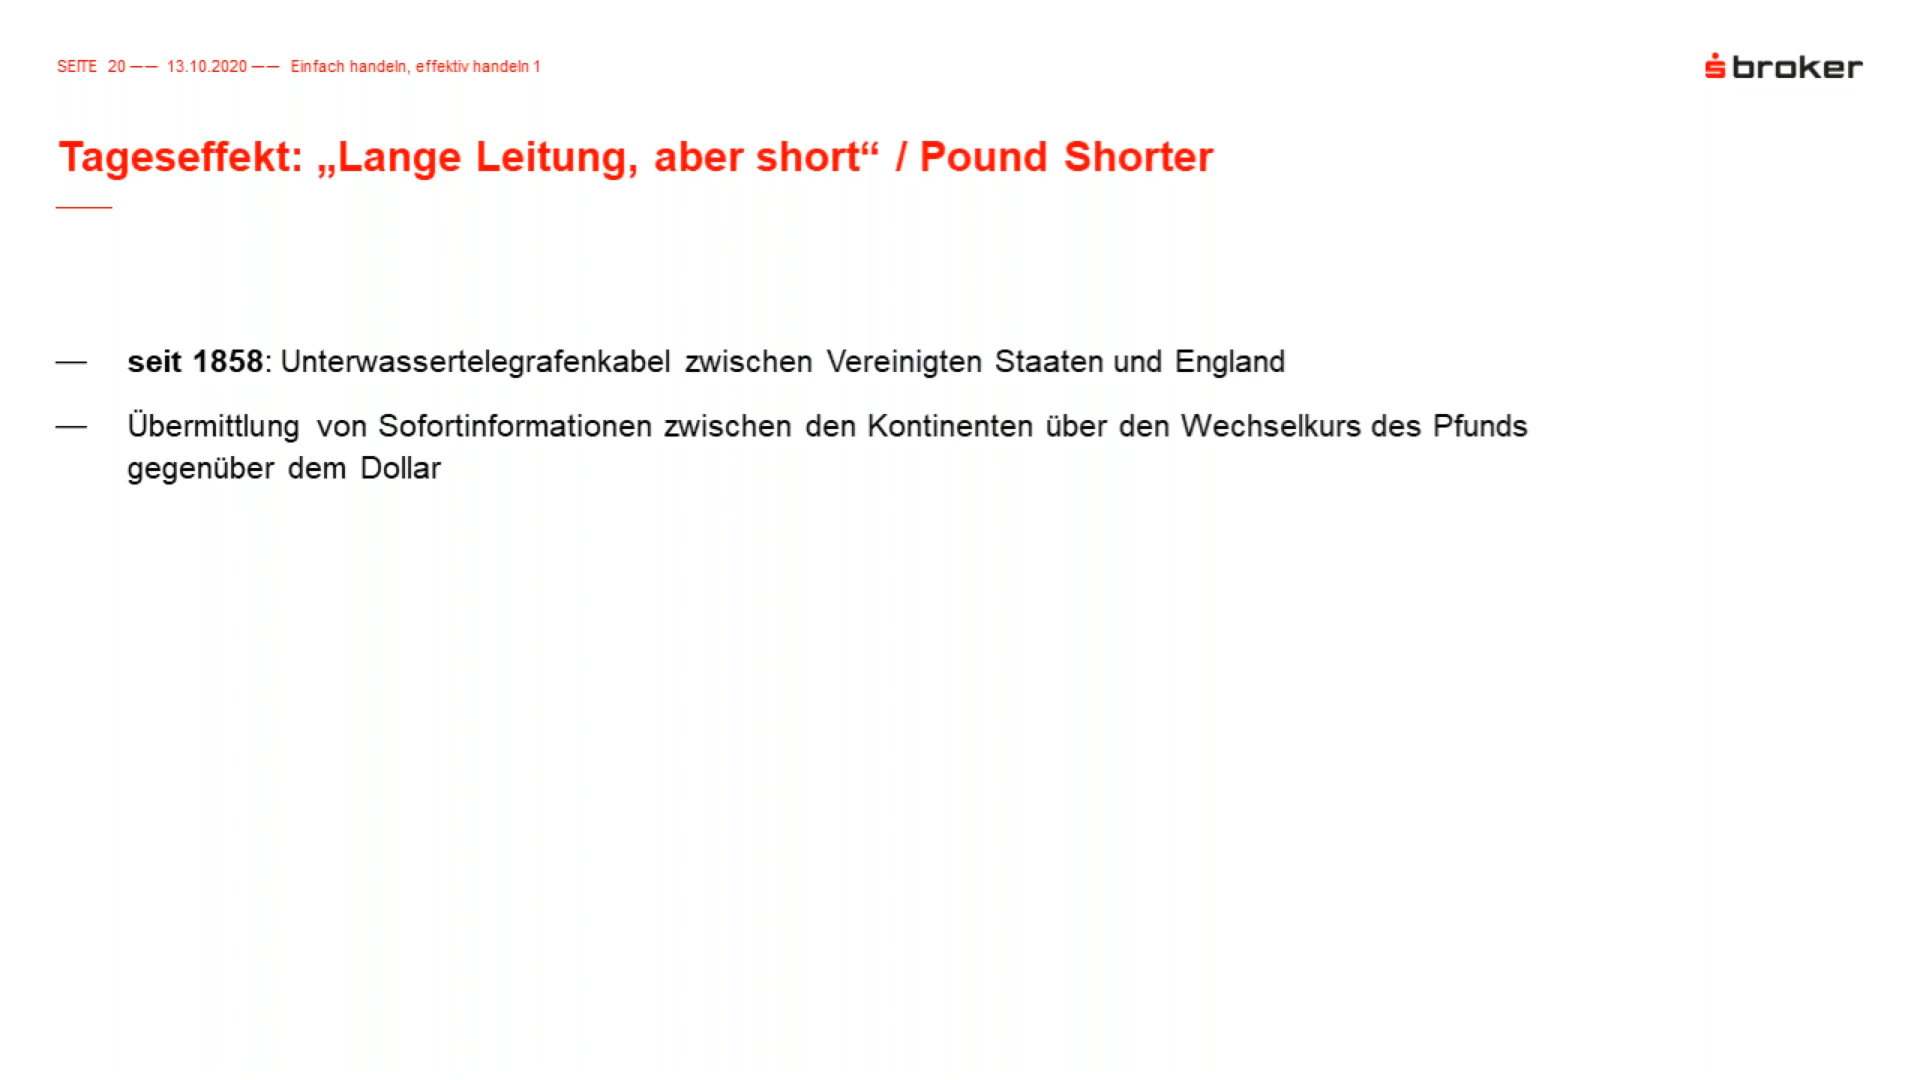 SEITE 20 —— 13.10.2020 —— Einfach handeln, effektiv handeln 1
broker
Tageseffekt: „Lange Leitung, aber short“ / Pound Shorter
— seit 1858: Unterwassertelegrafenkabel zwischen Vereinigten Staaten und England
— Übermittlung von Sofortinformationen zwischen den Kontinenten über den Wechselkurs des Pfunds
gegenüber dem Dollar